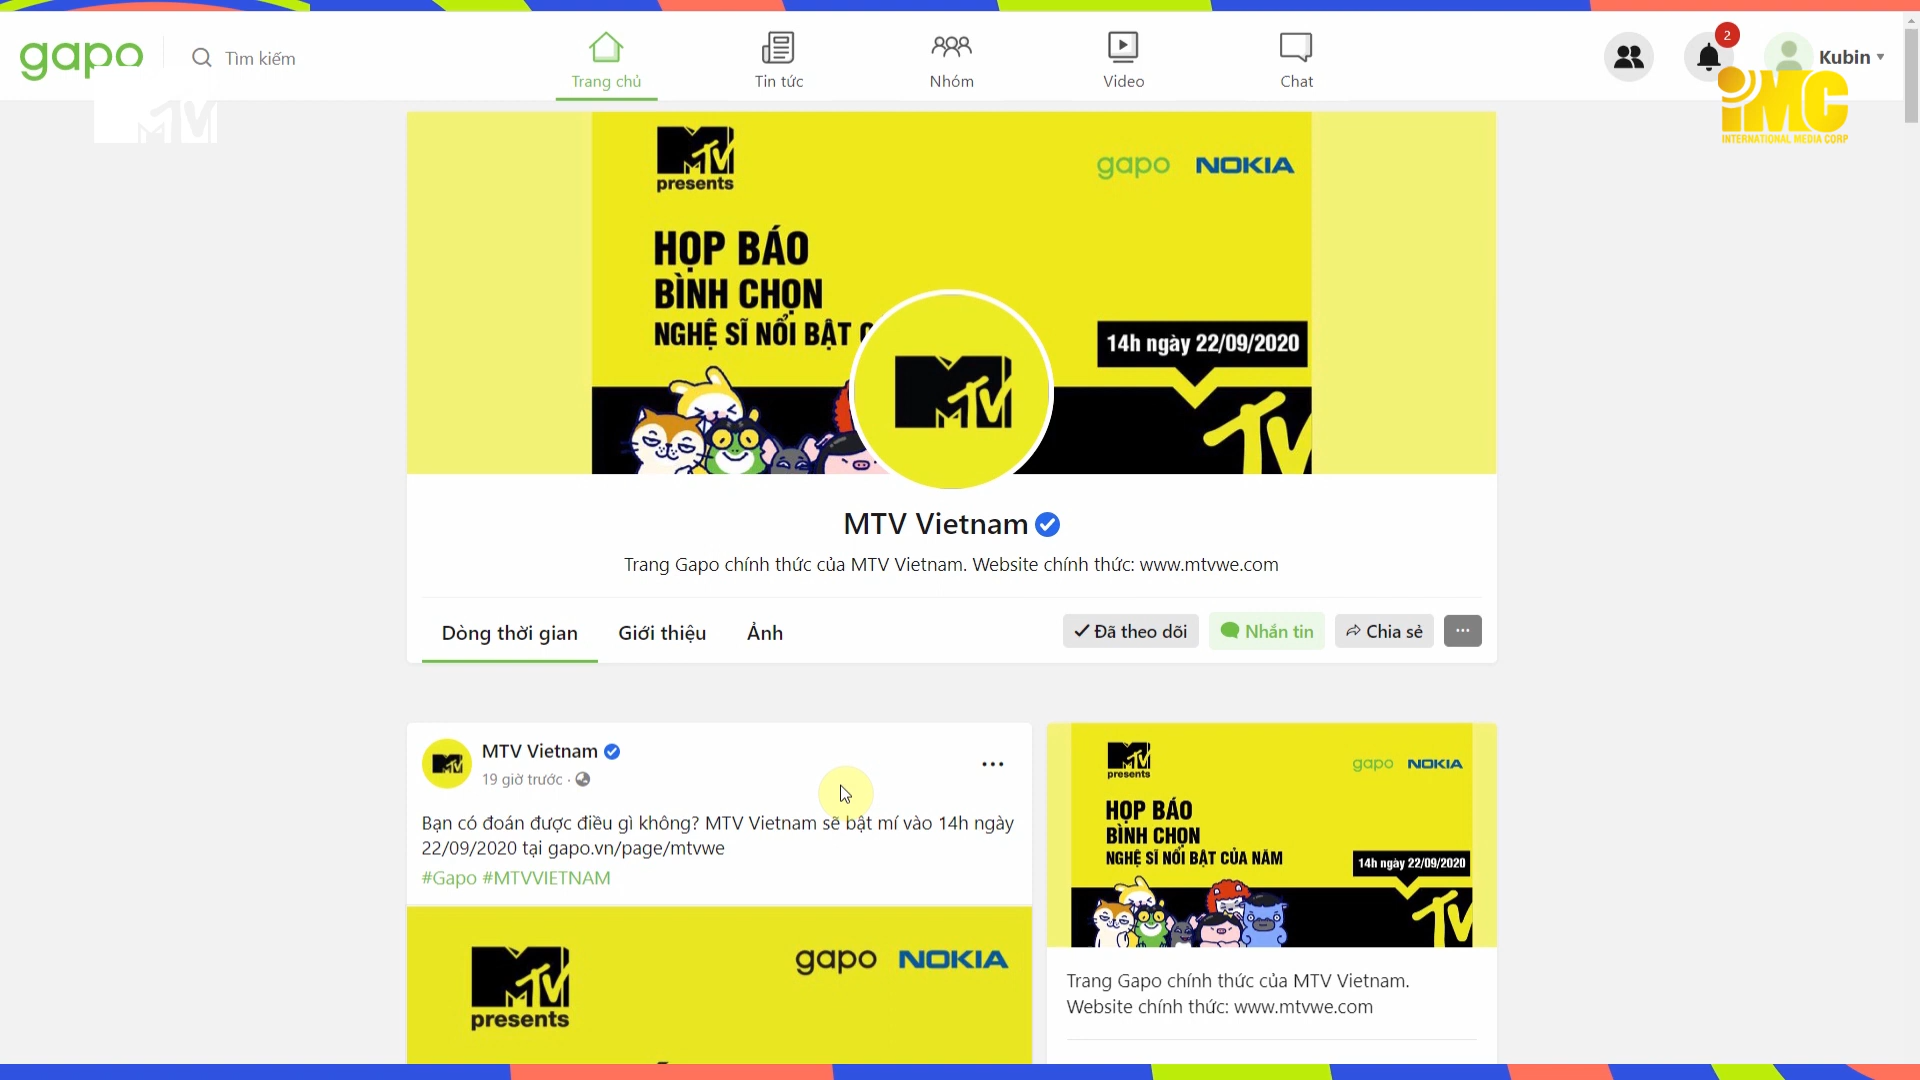 gapo
Tìm kiếm
Trang chủ
Tin tức
Nhóm
Video
Chat
2
Kubin
MTV
iMC
INTERNATIONAL MEDIA CORP
MTV
presents
gapo NOKIA
HỌP BÁO
BÌNH CHỌN
NGHỆ SĨ NỔI BẬT
14h ngày 22/09/2020
MTV
TV
MTV Vietnam
Trang Gapo chính thức của MTV Vietnam. Website chính thức: www.mtvwe.com
Dòng thời gian
Giới thiệu
Ảnh
Đã theo dõi
Nhắn tin
Chia sẻ
MTV
MTV Vietnam
19 giờ trước ·
Bạn có đoán được điều gì không? MTV Vietnam sẽ bật mí vào 14h ngày
22/09/2020 tại gapo.vn/page/mtvwe
#Gapo #MTVVIETNAM
MTV
presents
gapo NOKIA
MTV
presents
gapo NOKIA
HỌP BÁO
BÌNH CHỌN
NGHỆ SĨ NỔI BẬT CỦA NĂM
14h ngày 22/09/2020
TV
Trang Gapo chính thức của MTV Vietnam.
Website chính thức: www.mtvwe.com